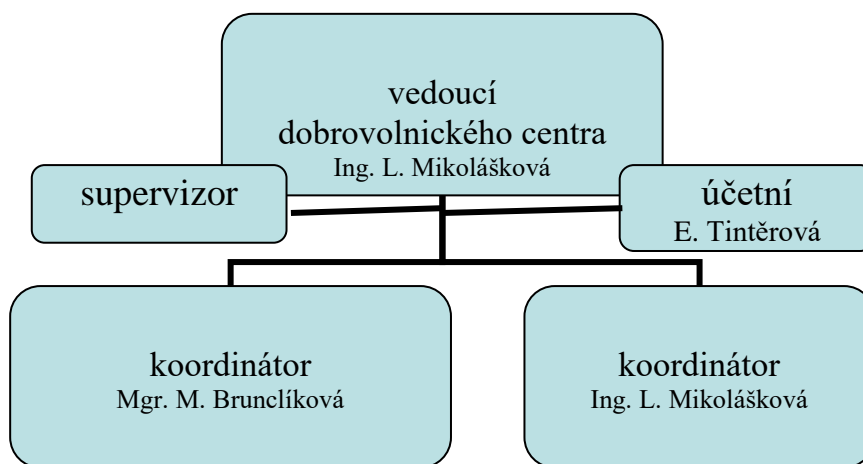 vedoucí
dobrovolnického centra
Ing. L. Mikolášková
supervizor
účetní
E. Tintěrová
koordinátor
Mgr. M. Brunclíková
koordinátor
Ing. L. Mikolášková